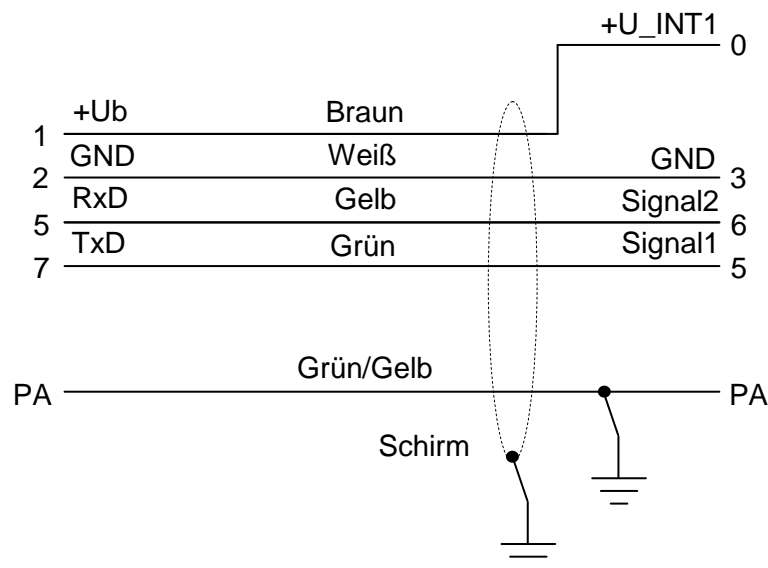 +U_INT1
0
+Ub Braun
1
GND Weiß GND
2 3
RxD Gelb Signal2
5 6
TxD Grün Signal1
7 5
Grün/Gelb
PA PA
Schirm